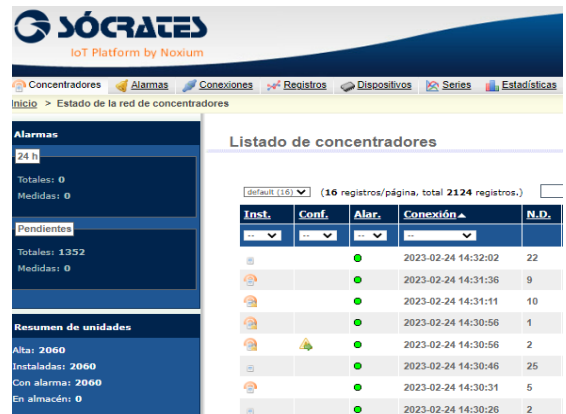 SÓCRATES
IoT Platform by Noxium
Concentradores Alarmas Conexiones Registros Dispositivos Series Estadísticas
Inicio > Estado de la red de concentradores
Alarmas
24 h
Totales: 0
Medidas: 0
Pendientes
Totales: 1352
Medidas: 0
Resumen de unidades
Alta: 2060
Instaladas: 2060
Con alarma: 2060
En almacén: 0
Listado de concentradores
default (16) (16 registros/página, total 2124 registros.)
Inst. Conf. Alar. Conexión▲ N.D.
-- -- -- --
2023-02-24 14:32:02 22
2023-02-24 14:31:36 9
2023-02-24 14:31:11 10
2023-02-24 14:30:56 1
2023-02-24 14:30:56 2
2023-02-24 14:30:46 25
2023-02-24 14:30:31 5
2023-02-24 14:30:26 2